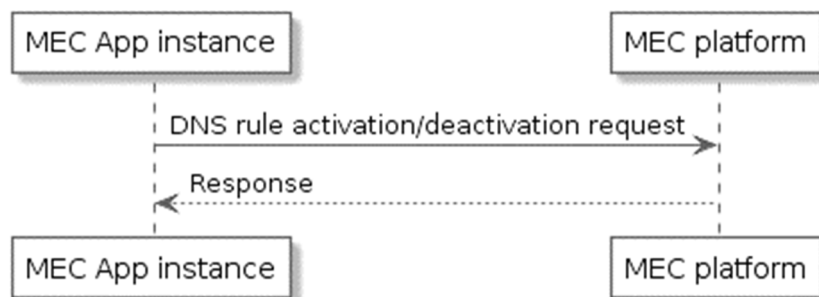 MEC App instance
MEC platform
DNS rule activation/deactivation request
Response
MEC App instance
MEC platform